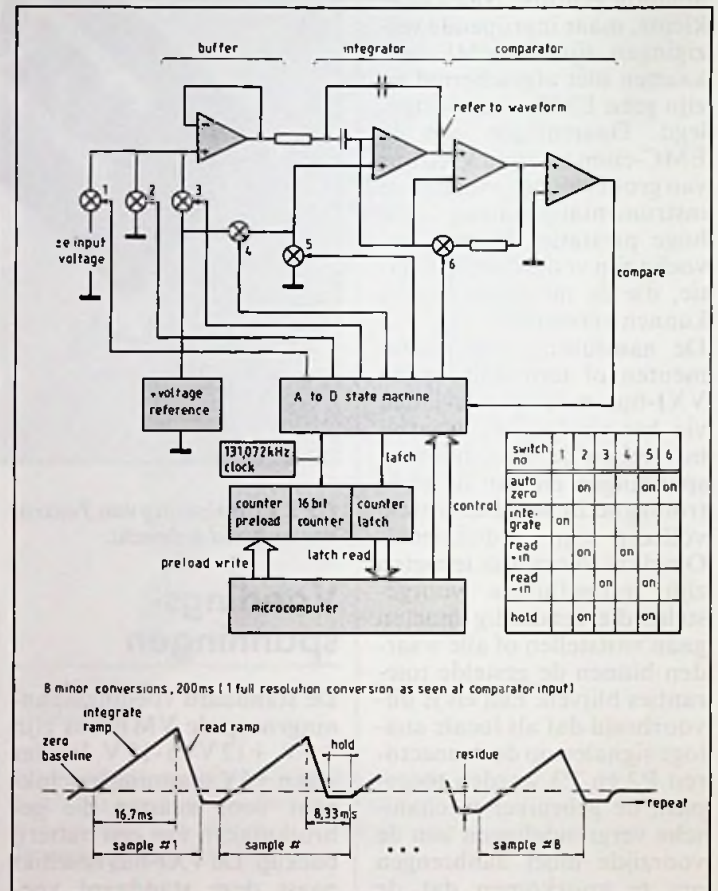 buffer integrator comparator
refer to waveform
1 2 3
4 5 6
ze input
voltage
compare
+voltage
reference
A to D state machine
131,072kHz
clock
latch
control
counter
preload
16 bit
counter
counter
latch
preload write
latch read
microcomputer
switch no 1 2 3 4 5 6
auto zero on on on
inte-
grate on
read
+in on on
read
-in on on
hold on on
8 minor conversions, 200ms (1 full resolution conversion as seen at comparator input)
integrate
ramp
read ramp
zero
baseline
hold
residue
repeat
16.7ms
8,33ms
sample #1
sample #
...
sample #8